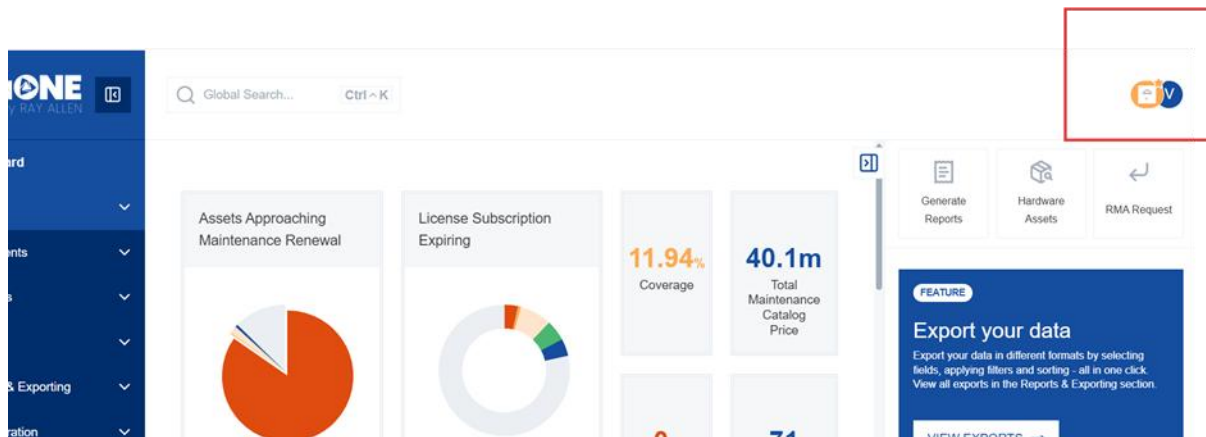 ONE
RAY ALLEN
Global Search... Ctrl ^ K
V
Generate
Reports
Hardware
Assets
RMA Request
Assets Approaching
Maintenance Renewal
License Subscription
Expiring
11.94%
Coverage
40.1m
Total
Maintenance
Catalog
Price
FEATURE
Export your data
Export your data in different formats by selecting
fields, applying filters and sorting - all in one click.
View all exports in the Reports & Exporting section.
& Exporting
71
VIEW EXPORTS